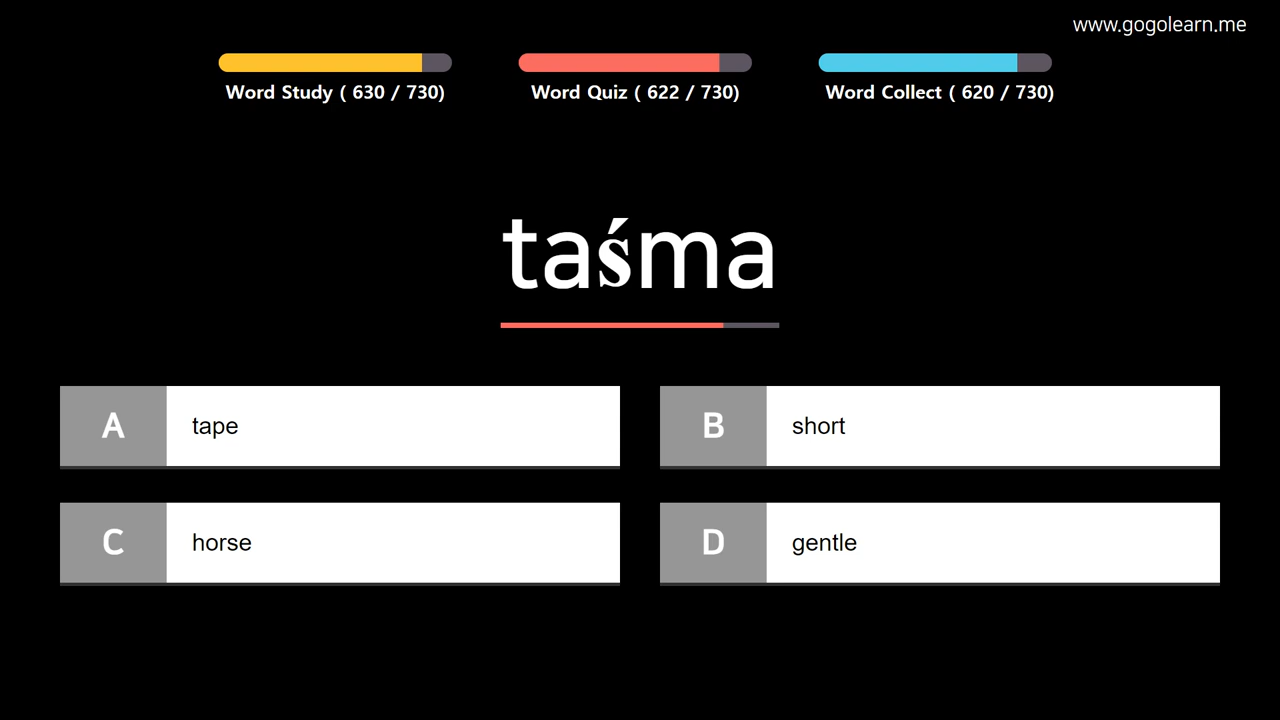 www.gogolearn.me
Word Study ( 630 / 730)
Word Quiz ( 622 / 730)
Word Collect ( 620 / 730)
taśma
A tape
B short
C horse
D gentle